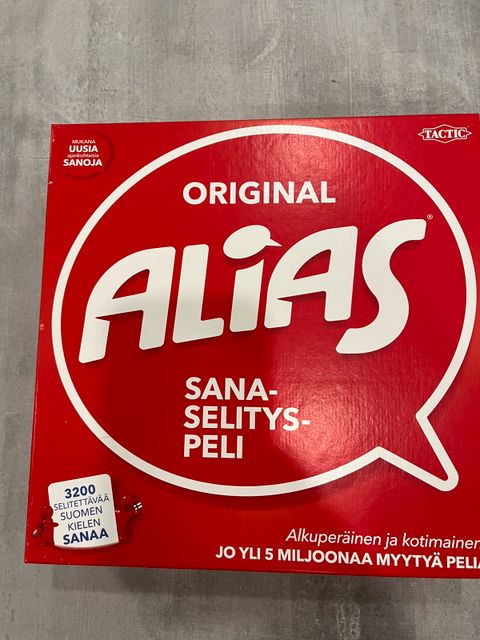 MUKANA
UUSIA
ajankohtaisia
SANOJA
TACTIC
ORIGINAL
ALiAS®
SANA-
SELITYS-
PELI
3200
SELITETTÄVÄÄ
SUOMEN
KIELEN
SANAA
Alkuperäinen ja kotimainen
JO YLI 5 MILJOONAA MYYTYÄ PELIÄ